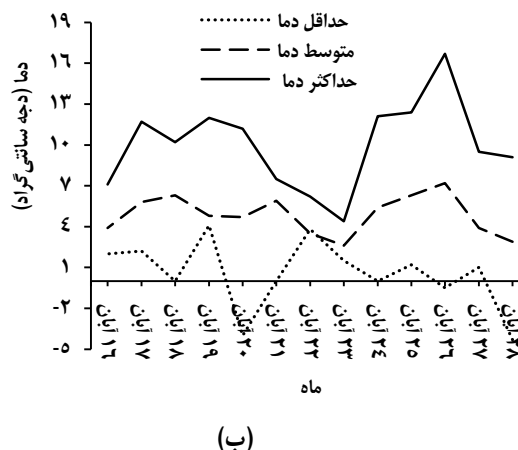 حداقل دما
متوسط دما
حداکثر دما
دما (دجه سانتی‌گراد)
۱۹
۱۶
۱۳
۱۰
۷
۴
۱
-۲
-۵
۱۶ آبان
۱۷ آبان
۱۸ آبان
۱۹ آبان
۲۰ آبان
۲۱ آبان
۲۲ آبان
۲۳ آبان
۲۴ آبان
۲۵ آبان
۲۶ آبان
۲۷ آبان
۲۸ آبان
ماه
(ب)